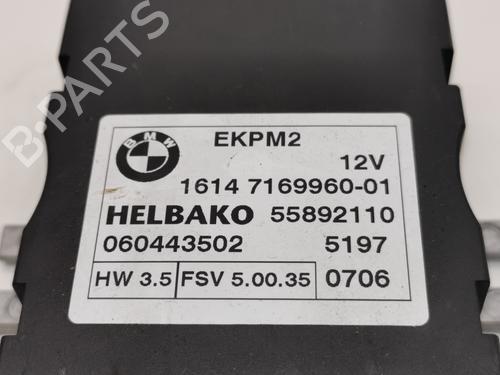 B-PARTS
BMW
EKPM2
12V
1614 7169960-01
HELBAKO 55892110
060443502 5197
HW 3.5 FSV 5.00.35 0706